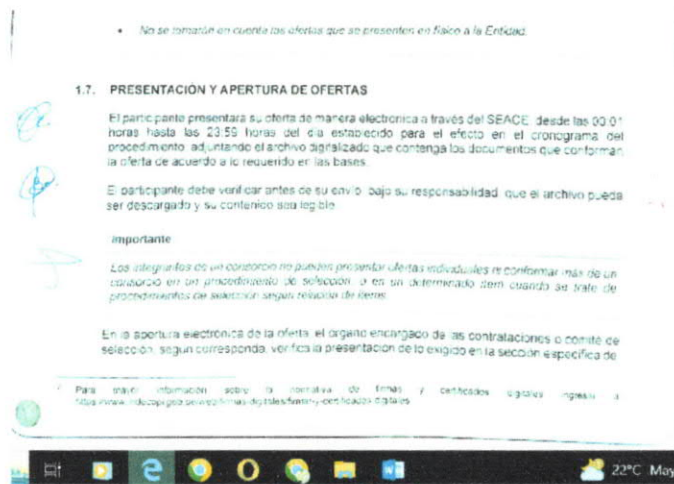 • No se tomarán en cuenta las ofertas que se presenten en físico a la Entidad.
1.7. PRESENTACIÓN Y APERTURA DE OFERTAS
El participante presentará su oferta de manera electrónica a través del SEACE desde las 00:01
horas hasta las 23:59 horas del día establecido para el efecto en el cronograma del
procedimiento adjuntando el archivo digitalizado que contenga los documentos que conforman
la oferta de acuerdo a lo requerido en las bases.
El participante debe verificar antes de su envío, bajo su responsabilidad, que el archivo pueda
ser descargado y su contenido sea legible
Importante
Los integrantes de un consorcio no pueden presentar ofertas individuales ni conformar más de un
consorcio en un procedimiento de selección, o en un determinado ítem cuando se trate de
procedimientos de selección según relación de ítems.
En la apertura electrónica de la oferta, el órgano encargado de las contrataciones o comité de
selección, según corresponda, verifica la presentación de lo exigido en la sección específica de
Para mayor información sobre la normativa de firmas y certificados digitales ingresar a
22°C May